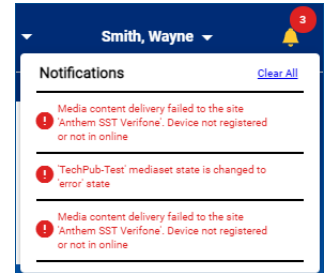 3
Smith, Wayne
Notifications
Clear All
Media content delivery failed to the site
'Anthem SST Verifone'. Device not registered
or not in online
'TechPub-Test' mediaset state is changed to
'error' state
Media content delivery failed to the site
'Anthem SST Verifone'. Device not registered
or not in online